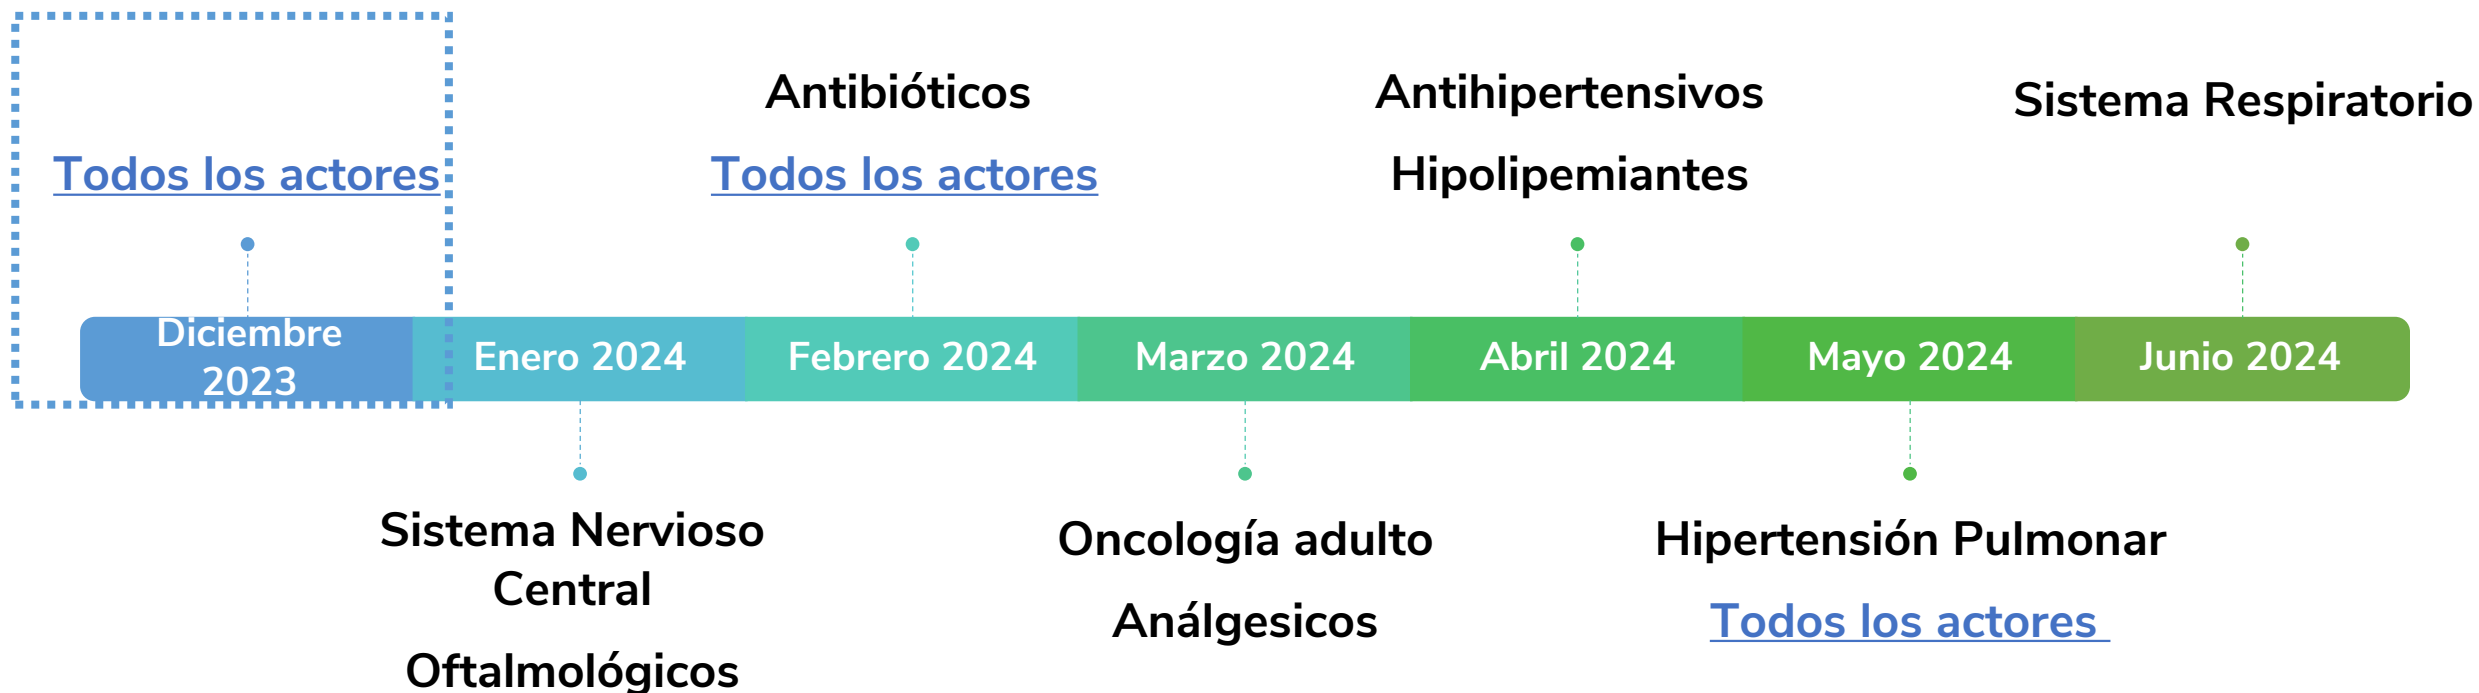 Todos los actores
Antibióticos
Todos los actores
Antihipertensivos
Hipolipemiantes
Sistema Respiratorio
Diciembre
2023
Enero 2024
Febrero 2024
Marzo 2024
Abril 2024
Mayo 2024
Junio 2024
Sistema Nervioso
Central
Oftalmológicos
Oncología adulto
Análgesicos
Hipertensión Pulmonar
Todos los actores